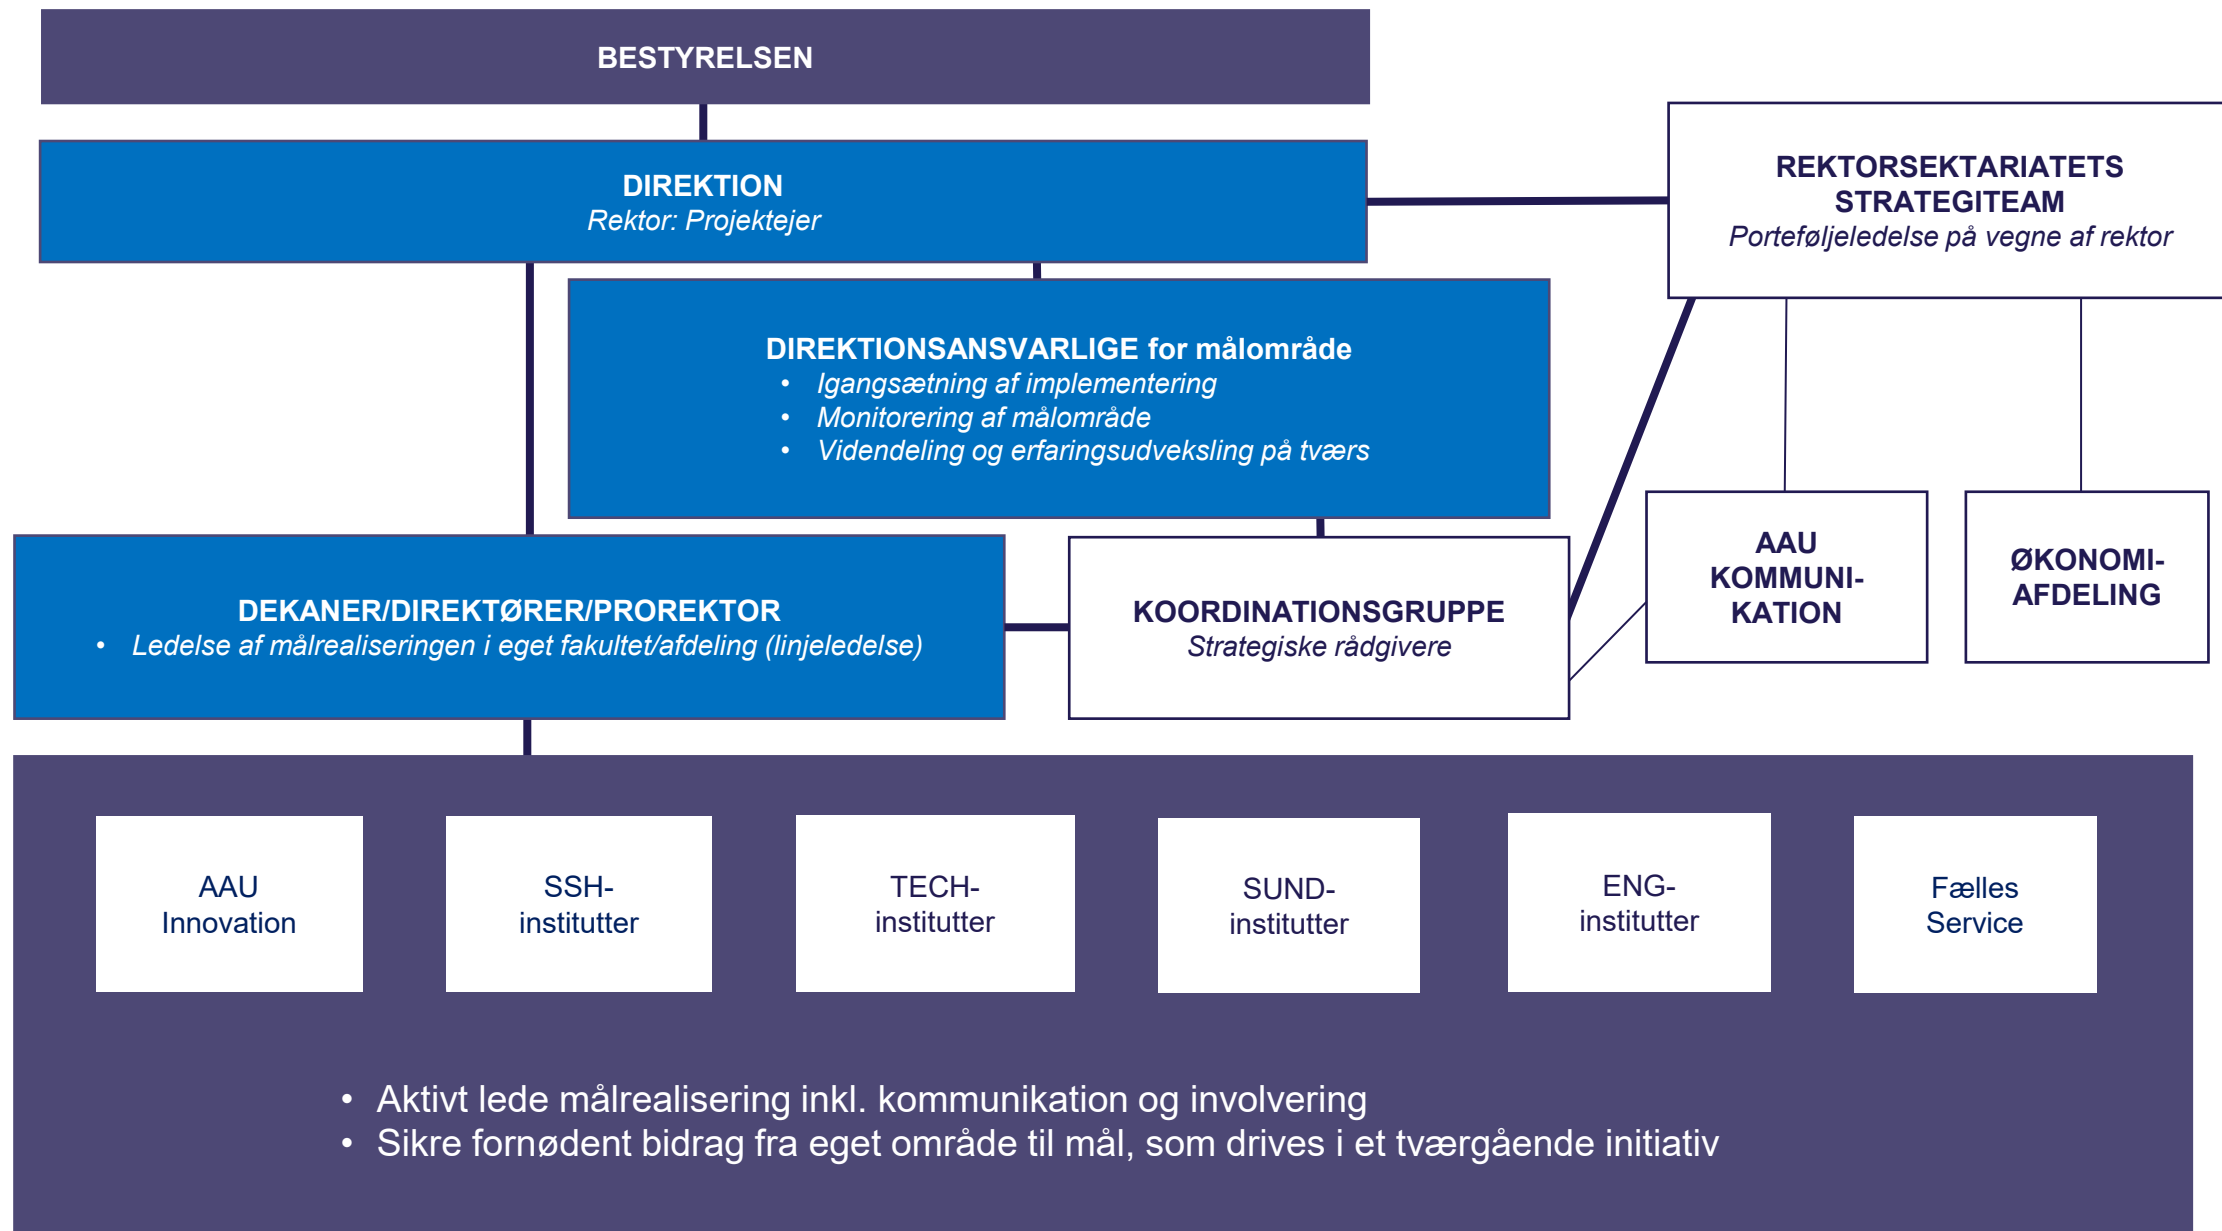 BESTYRELSEN
DIREKTION
Rektor: Projektejer
REKTORSEKTARIATETS
STRATEGITEAM
Porteføljeledelse på vegne af rektor
DIREKTIONSANSVARLIGE for målområde
• Igangsætning af implementering
• Monitorering af målområde
• Videndeling og erfaringsudveksling på tværs
DEKANER/DIREKTØRER/PROREKTOR
• Ledelse af målrealiseringen i eget fakultet/afdeling (linjeledelse)
KOORDINATIONSGRUPPE
Strategiske rådgivere
AAU
KOMMUNI-
KATION
ØKONOMI-
AFDELING
AAU
Innovation
SSH-
institutter
TECH-
institutter
SUND-
institutter
ENG-
institutter
Fælles
Service
• Aktivt lede målrealisering inkl. kommunikation og involvering
• Sikre fornødent bidrag fra eget område til mål, som drives i et tværgående initiativ